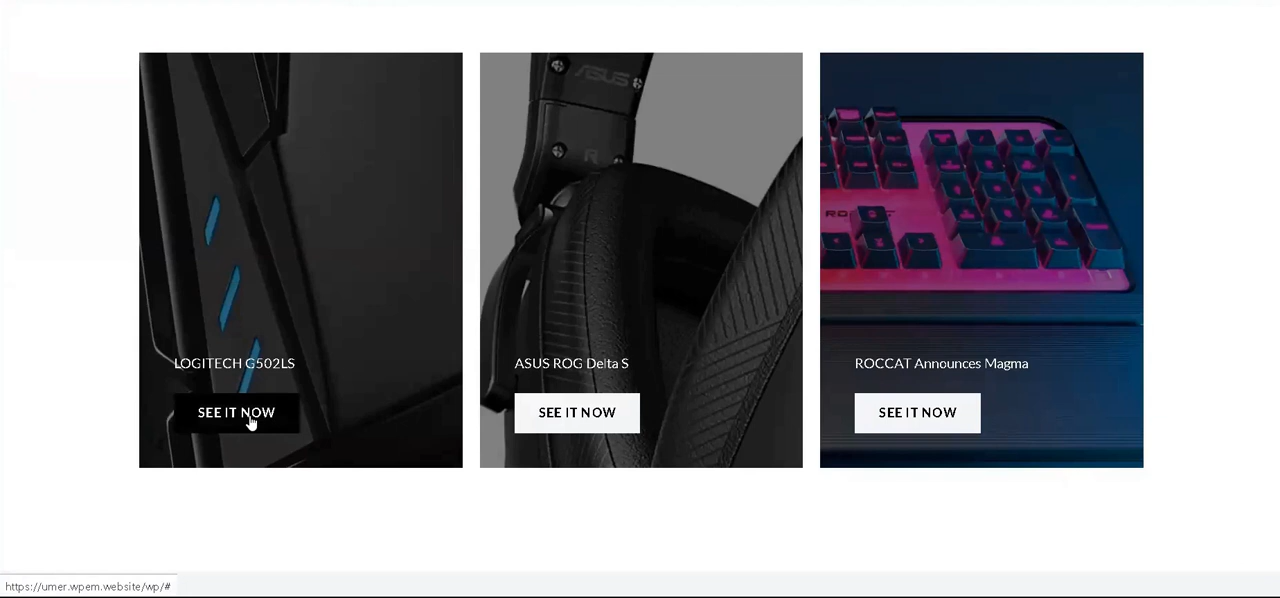 ASUS
R
LOGITECH G502LS
SEE IT NOW
ASUS ROG Delta S
SEE IT NOW
ROCCAT Announces Magma
SEE IT NOW
https://umer.wpem.website/wp/#